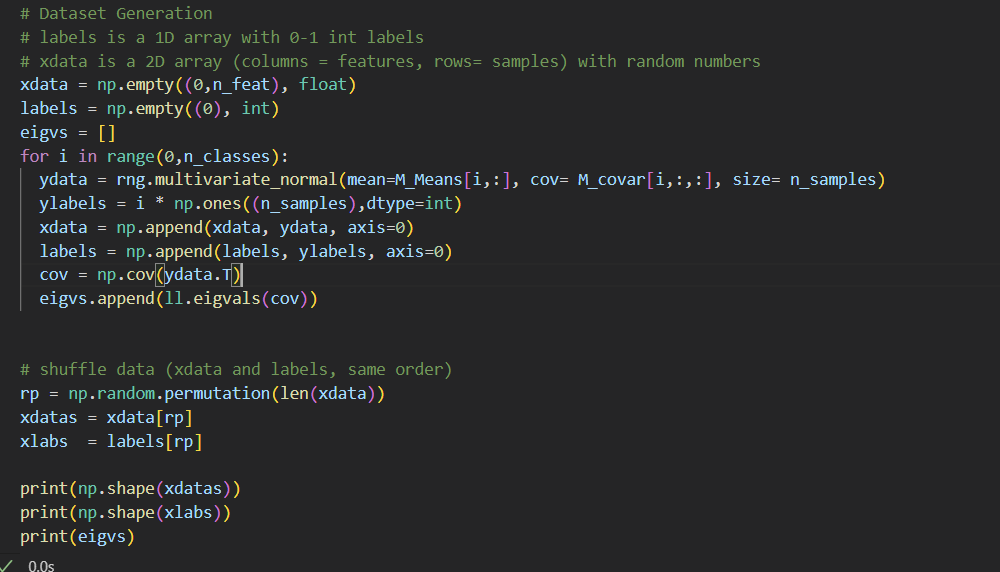 # Dataset Generation
# labels is a 1D array with 0-1 int labels
# xdata is a 2D array (columns = features, rows= samples) with random numbers
xdata = np.empty((0,n_feat), float)
labels = np.empty((0), int)
eigvs = []
for i in range(0,n_classes):
  ydata = rng.multivariate_normal(mean=M_Means[i,:], cov= M_covar[i,:,:], size= n_samples)
  ylabels = i * np.ones((n_samples),dtype=int)
  xdata = np.append(xdata, ydata, axis=0)
  labels = np.append(labels, ylabels, axis=0)
  cov = np.cov(ydata.T)
  eigvs.append(ll.eigvals(cov))
# shuffle data (xdata and labels, same order)
rp = np.random.permutation(len(xdata))
xdatas = xdata[rp]
xlabs  = labels[rp]
print(np.shape(xdatas))
print(np.shape(xlabs))
print(eigvs)
0.0s